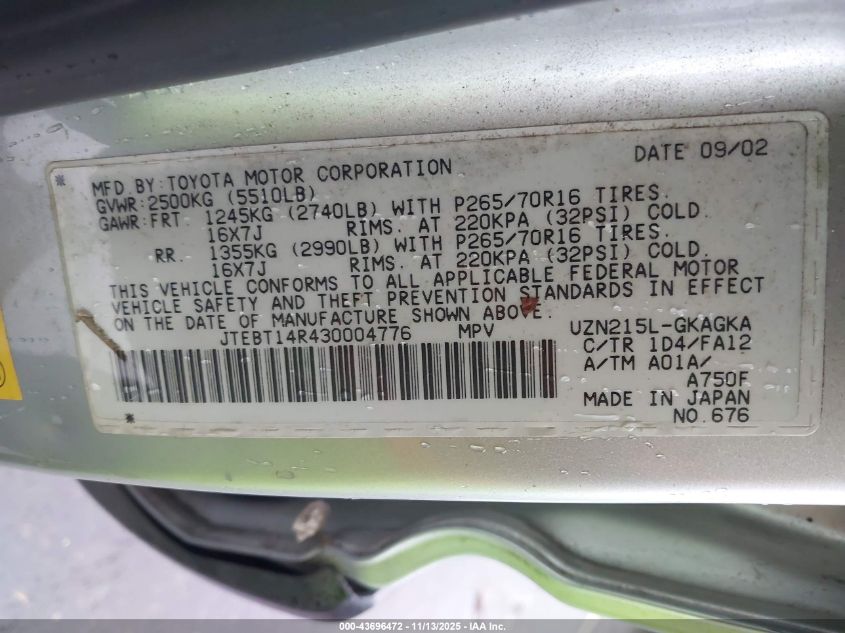 DATE 09/02
MFD.BY:TOYOTA MOTOR CORPORATION
GVWR:2500KG (5510LB)
GAWR:FRT 1245KG (2740LB) WITH P265/70R16 TIRES.
16X7J RIMS. AT 220KPA (32PSI) COLD.
RR. 1355KG (2990LB) WITH P265/70R16 TIRES.
16X7J RIMS. AT 220KPA (32PSI) COLD.
THIS VEHICLE CONFORMS TO ALL APPLICABLE FEDERAL MOTOR
VEHICLE SAFETY AND THEFT PREVENTION STANDARDS IN EFFECT
ON THE DATE OF MANUFACTURE SHOWN ABOVE.
JTEBT14R430004776 MPV UZN215L-GKAGKA
C/TR 1D4/FA12
A/TM A01A/
A750F
MADE IN JAPAN
NO.676
000-43696472 - 11/13/2025 - IAA Inc.